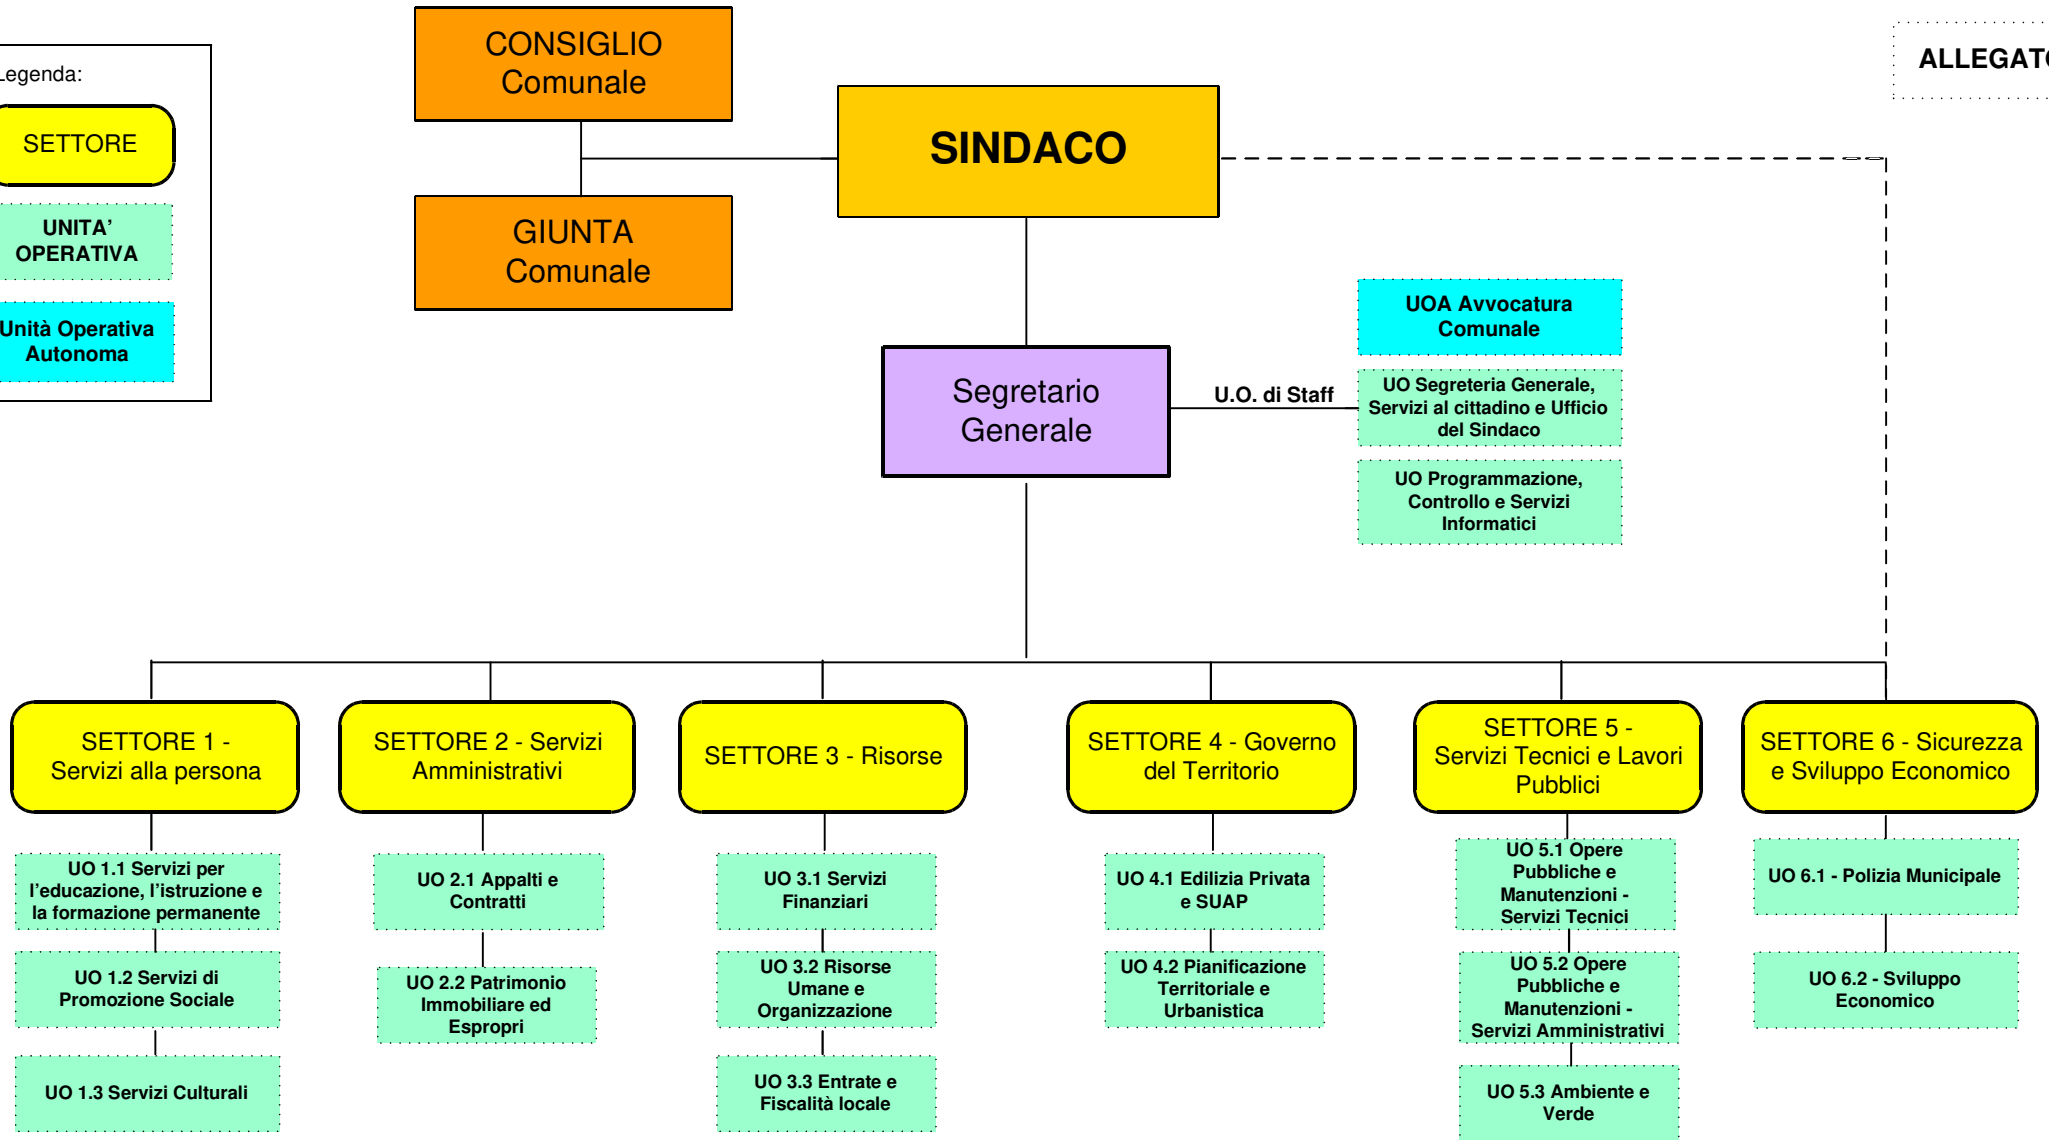 Legenda:
SETTORE
UNITA'
OPERATIVA
Unità Operativa
Autonoma
CONSIGLIO
Comunale
GIUNTA
Comunale
SINDACO
ALLEGATO
Segretario
Generale
U.O. di Staff
UOA Avvocatura
Comunale
UO Segreteria Generale,
Servizi al cittadino e Ufficio
del Sindaco
UO Programmazione,
Controllo e Servizi
Informatici
SETTORE 1 -
Servizi alla persona
UO 1.1 Servizi per
l'educazione, l'istruzione e
la formazione permanente
UO 1.2 Servizi di
Promozione Sociale
UO 1.3 Servizi Culturali
SETTORE 2 - Servizi
Amministrativi
UO 2.1 Appalti e
Contratti
UO 2.2 Patrimonio
Immobiliare ed
Espropri
SETTORE 3 - Risorse
UO 3.1 Servizi
Finanziari
UO 3.2 Risorse
Umane e
Organizzazione
UO 3.3 Entrate e
Fiscalità locale
SETTORE 4 - Governo
del Territorio
UO 4.1 Edilizia Privata
e SUAP
UO 4.2 Pianificazione
Territoriale e
Urbanistica
SETTORE 5 -
Servizi Tecnici e Lavori
Pubblici
UO 5.1 Opere
Pubbliche e
Manutenzioni -
Servizi Tecnici
UO 5.2 Opere
Pubbliche e
Manutenzioni -
Servizi Amministrativi
UO 5.3 Ambiente e
Verde
SETTORE 6 - Sicurezza
e Sviluppo Economico
UO 6.1 - Polizia Municipale
UO 6.2 - Sviluppo
Economico